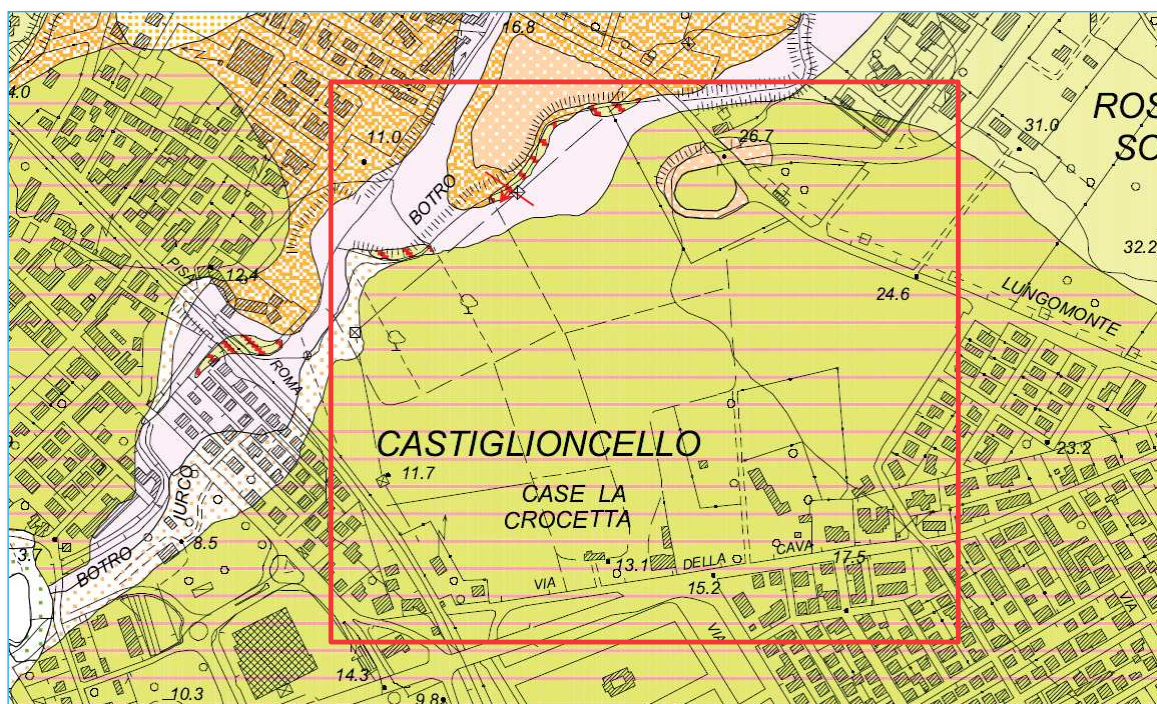 16.8
4.0
ROS
SO
31.0
26.7
11.0
BOTRO
32.2
PISA
12.4
24.6
LUNGOMONTE
ROMA
CASTIGLIONCELLO
23.2
11.7
CASE LA
CROCETTA
URCO
8.5
3.7
BOTRO
13.1
VIA
DELLA
CAVA
17.5
15.2
VIA
VIA
14.3
10.3
9.8